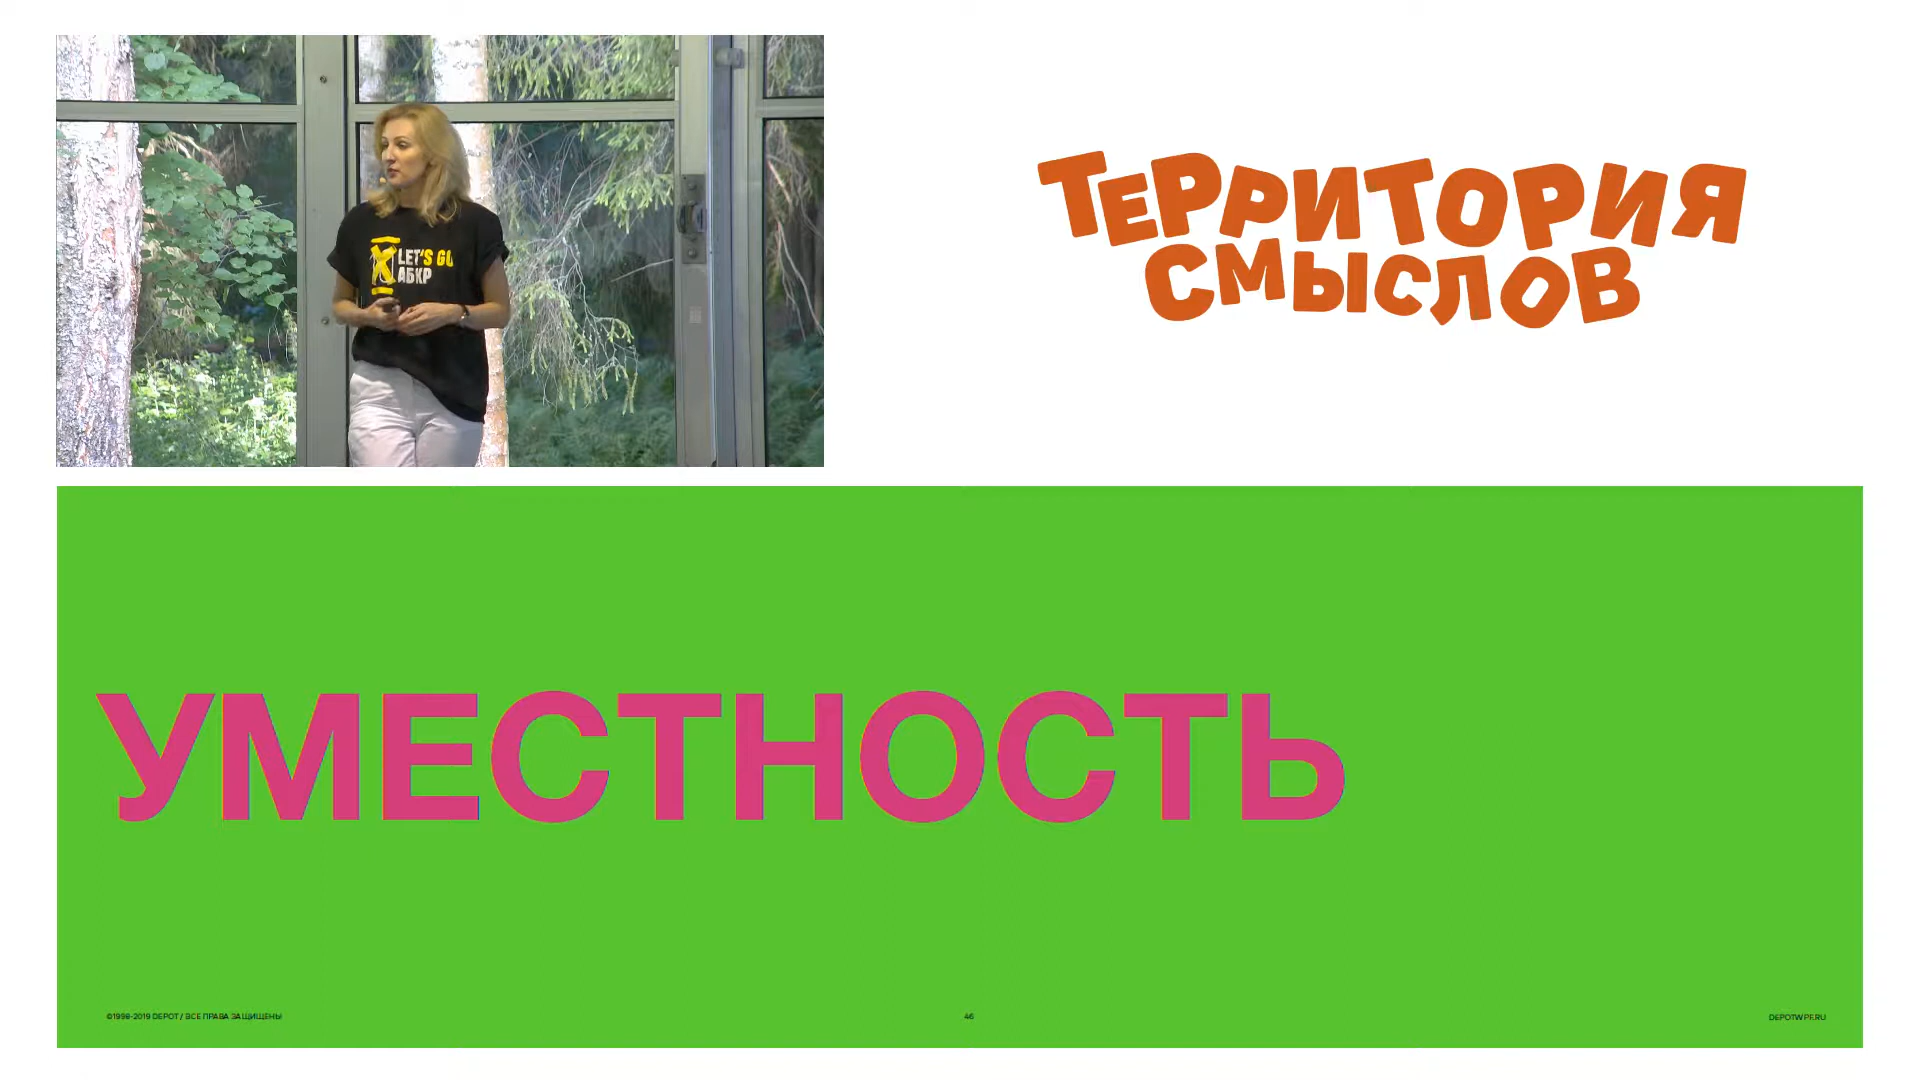 LET'S GO
АБКР
ТЕРРИТОРИЯ
СМЫСЛОВ
УМЕСТНОСТЬ
©1998-2019 DEPOT / ВСЕ ПРАВА ЗАЩИЩЕНЫ
46
DEPOTWPF.RU